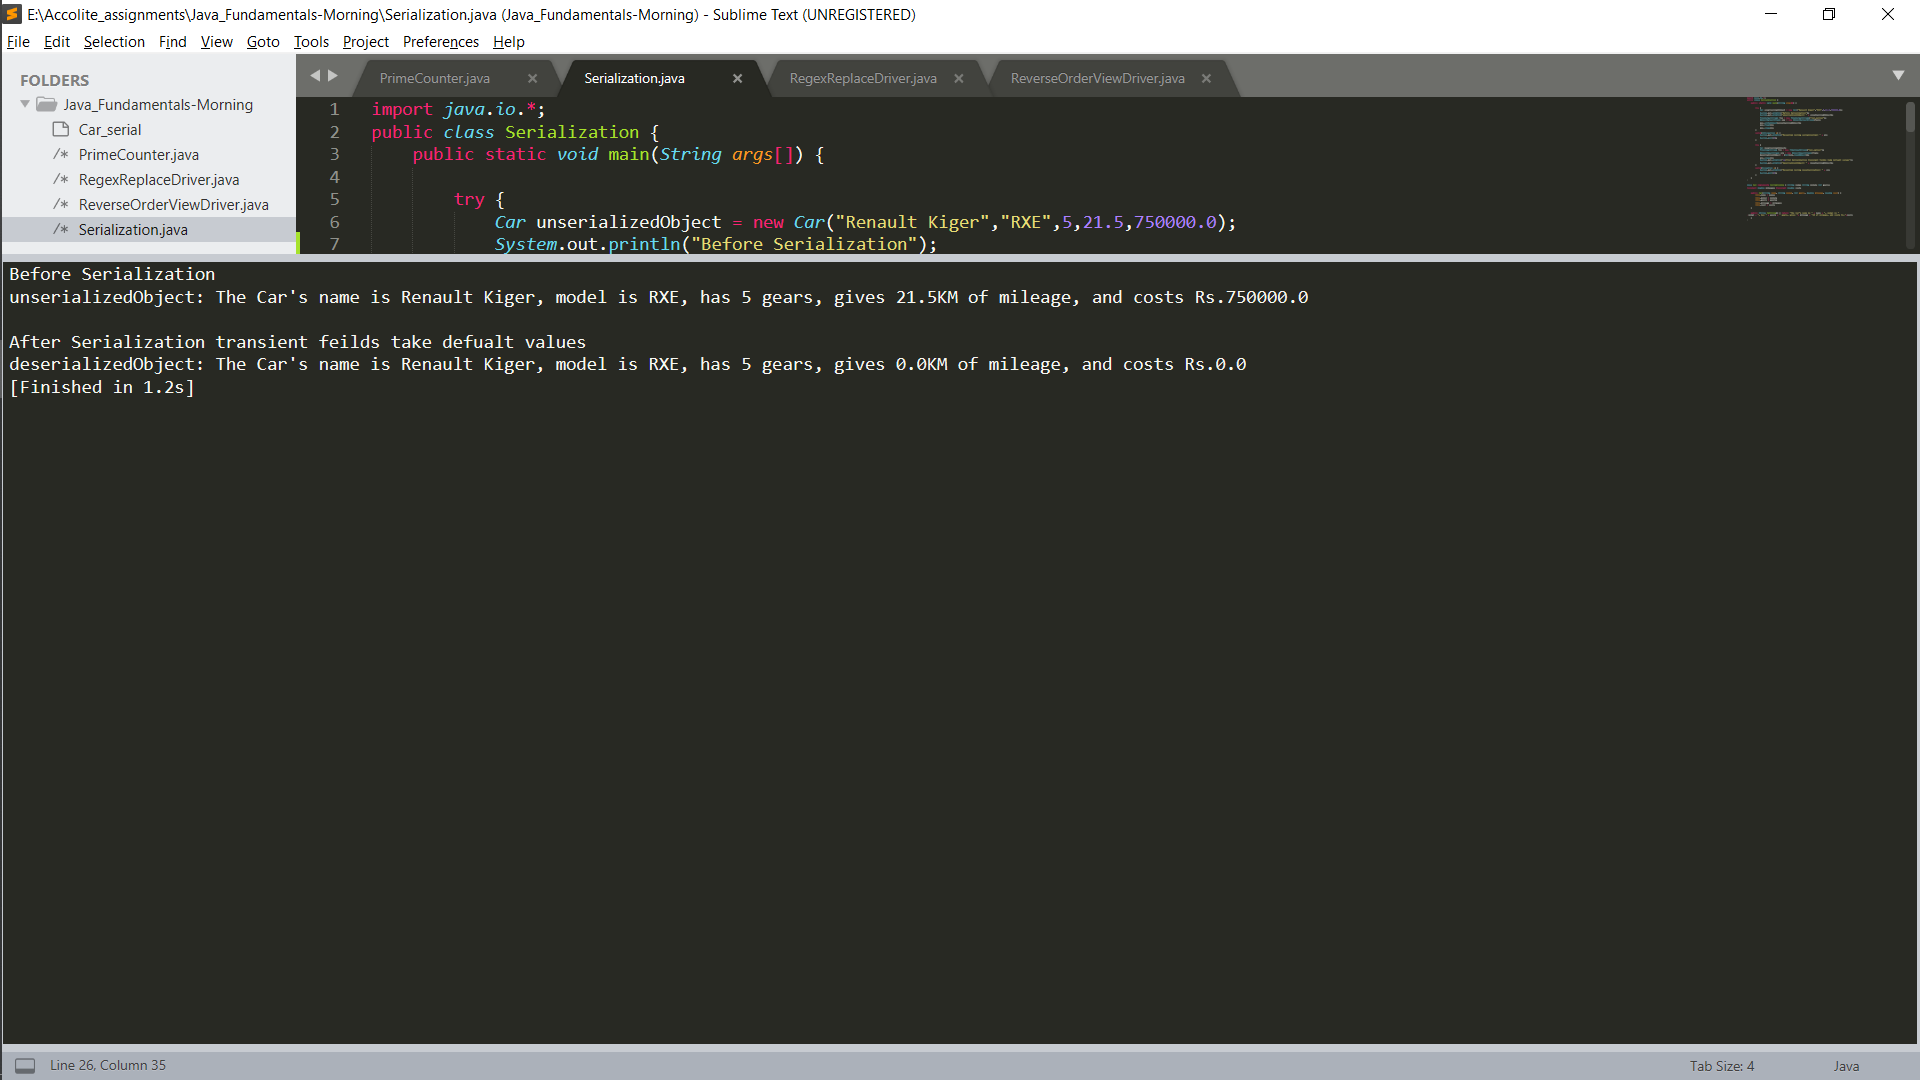 E:\Accolite_assignments\Java_Fundamentals-Morning\Serialization.java (Java_Fundamentals-Morning) - Sublime Text (UNREGISTERED)
File Edit Selection Find View Goto Tools Project Preferences Help
FOLDERS
Java_Fundamentals-Morning
Car_serial
/* PrimeCounter.java
/* RegexReplaceDriver.java
/* ReverseOrderViewDriver.java
/* Serialization.java
PrimeCounter.java Serialization.java RegexReplaceDriver.java ReverseOrderViewDriver.java
1 import java.io.*;
2 public class Serialization {
3 public static void main(String args[]) {
4
5 try {
6 Car unserializedObject = new Car("Renault Kiger","RXE",5,21.5,750000.0);
7 System.out.println("Before Serialization");
Before Serialization
unserializedObject: The Car's name is Renault Kiger, model is RXE, has 5 gears, gives 21.5KM of mileage, and costs Rs.750000.0
After Serialization transient feilds take defualt values
deserializedObject: The Car's name is Renault Kiger, model is RXE, has 5 gears, gives 0.0KM of mileage, and costs Rs.0.0
[Finished in 1.2s]
Line 26, Column 35
Tab Size: 4 Java